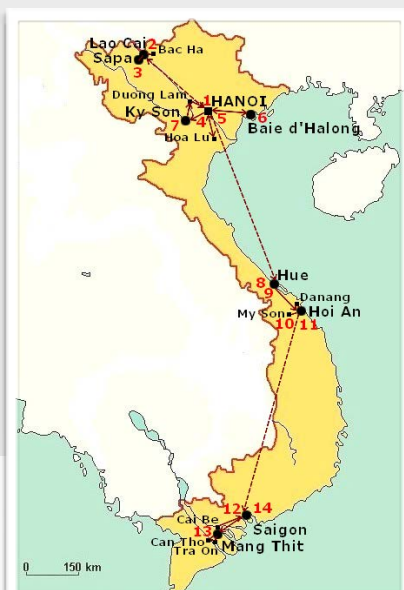 Lao Cai 2
Bac Ha
Sapa
3
Duong Lam 1
HANOI
Ky Son 4 5
7
6
Hoa Lu
Baie d'Halong
8 Hue
9
Danang
My Son
Hoi An
10 11
12 14
Cai Be
Saigon
13
Can Tho
Mang Thit
Tra On
0 150 km